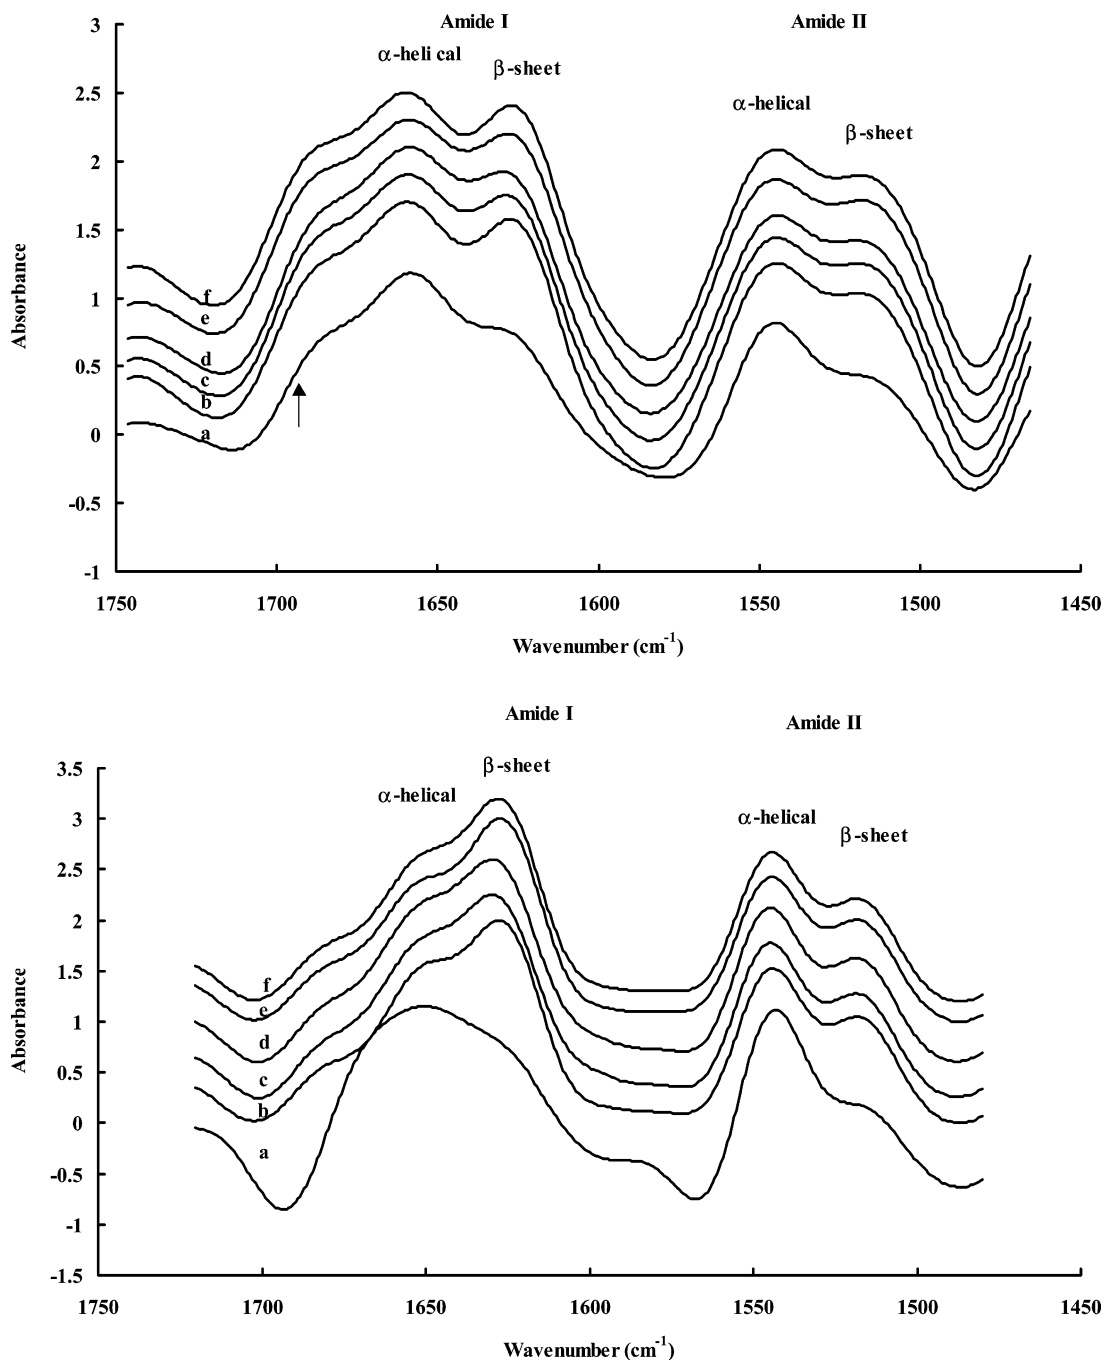 Amide I Amide II
α-heli cal
β-sheet
α-helical
β-sheet
3
2.5
2
1.5
1
0.5
0
-0.5
-1
Absorbance
f
e
d
c
b
a
1750 1700 1650 1600 1550 1500 1450
Wavenumber (cm-1)
Amide I
Amide II
β-sheet
α-helical
α-helical
β-sheet
3.5
3
2.5
2
1.5
1
0.5
0
-0.5
-1
-1.5
Absorbance
f
e
d
c
b
a
1750 1700 1650 1600 1550 1500 1450
Wavenumber (cm-1)